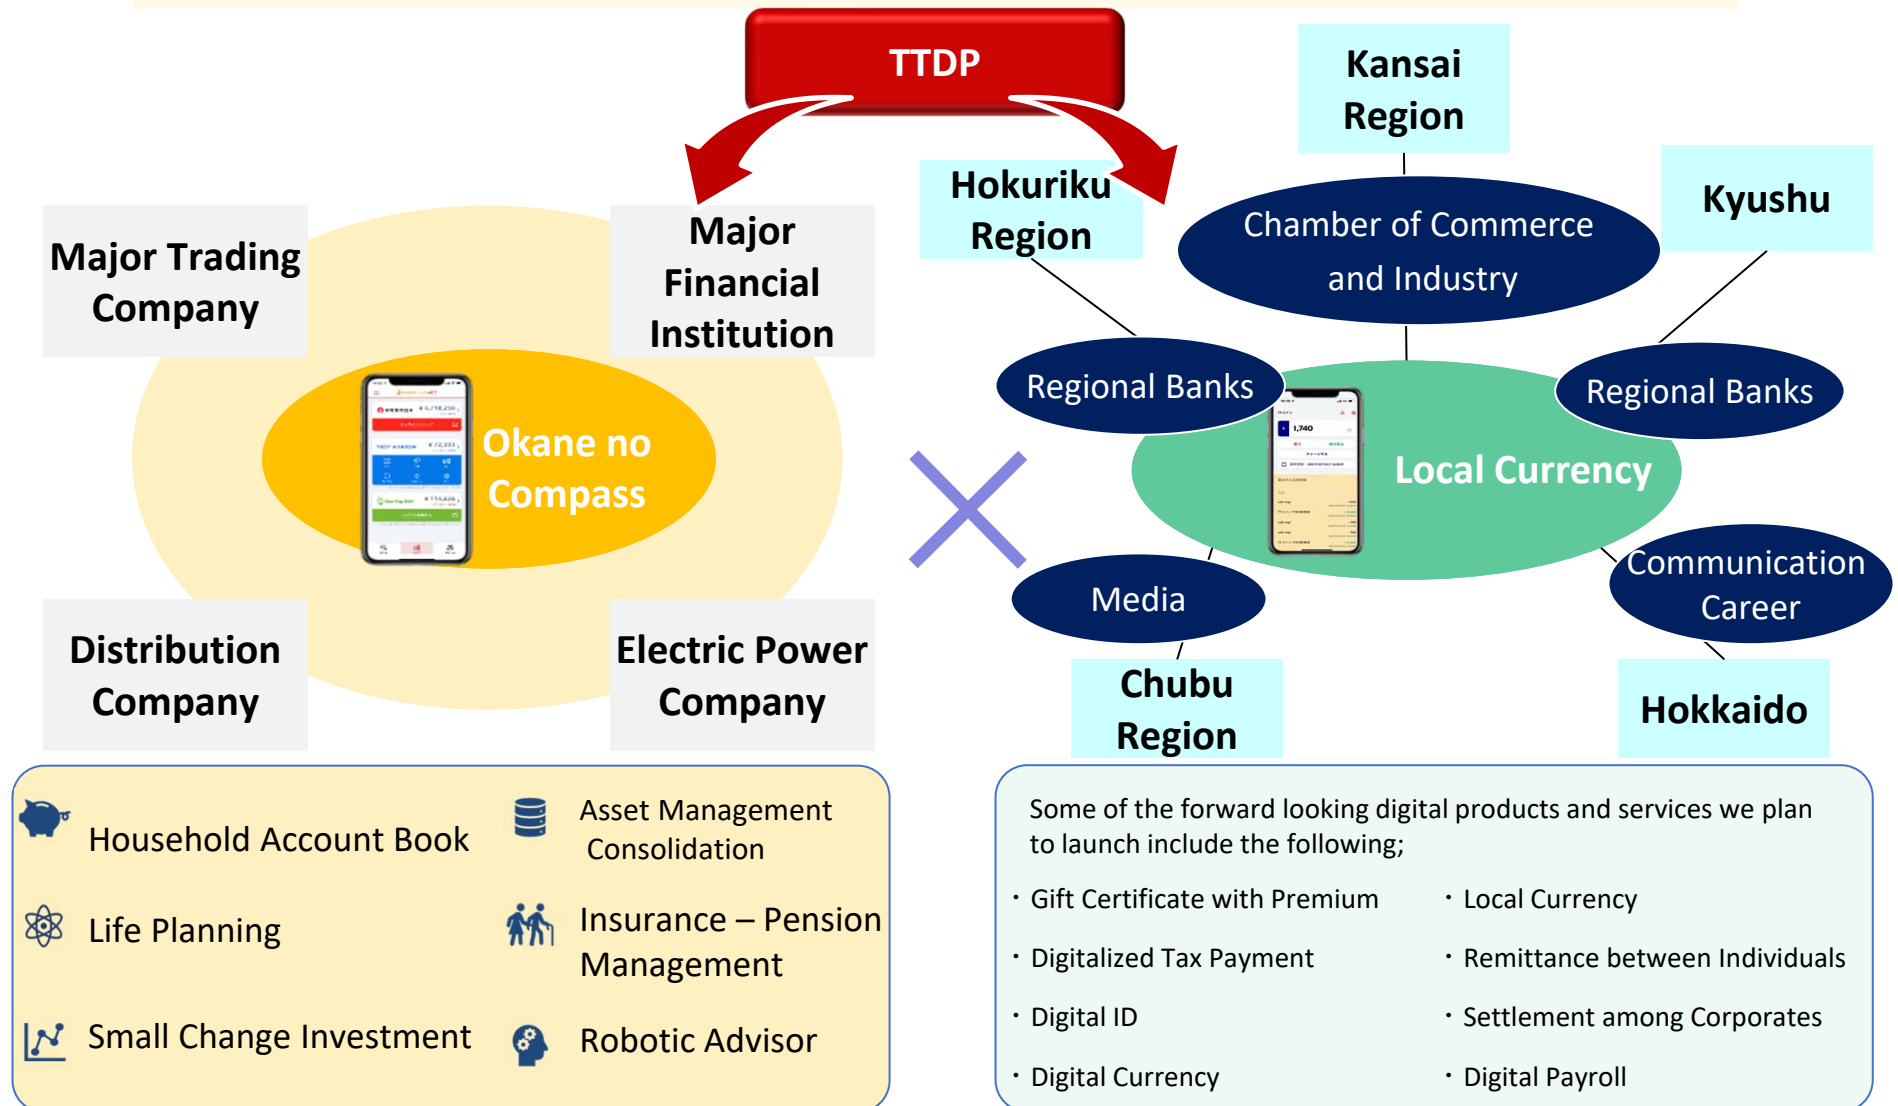 TTDP
Kansai
Region
Hokuriku
Region
Kyushu
Major Trading
Company
Major
Financial
Institution
Chamber of Commerce
and Industry
Regional Banks
Regional Banks
Okane no
Compass
1,740
Local Currency
Media
Communication
Career
Distribution
Company
Electric Power
Company
Chubu
Region
Hokkaido
Household Account Book
Asset Management
Consolidation
Life Planning
Insurance – Pension
Management
Small Change Investment
Robotic Advisor
Some of the forward looking digital products and services we plan
to launch include the following;
・Gift Certificate with Premium
・Local Currency
・Digitalized Tax Payment
・Remittance between Individuals
・Digital ID
・Settlement among Corporates
・Digital Currency
・Digital Payroll